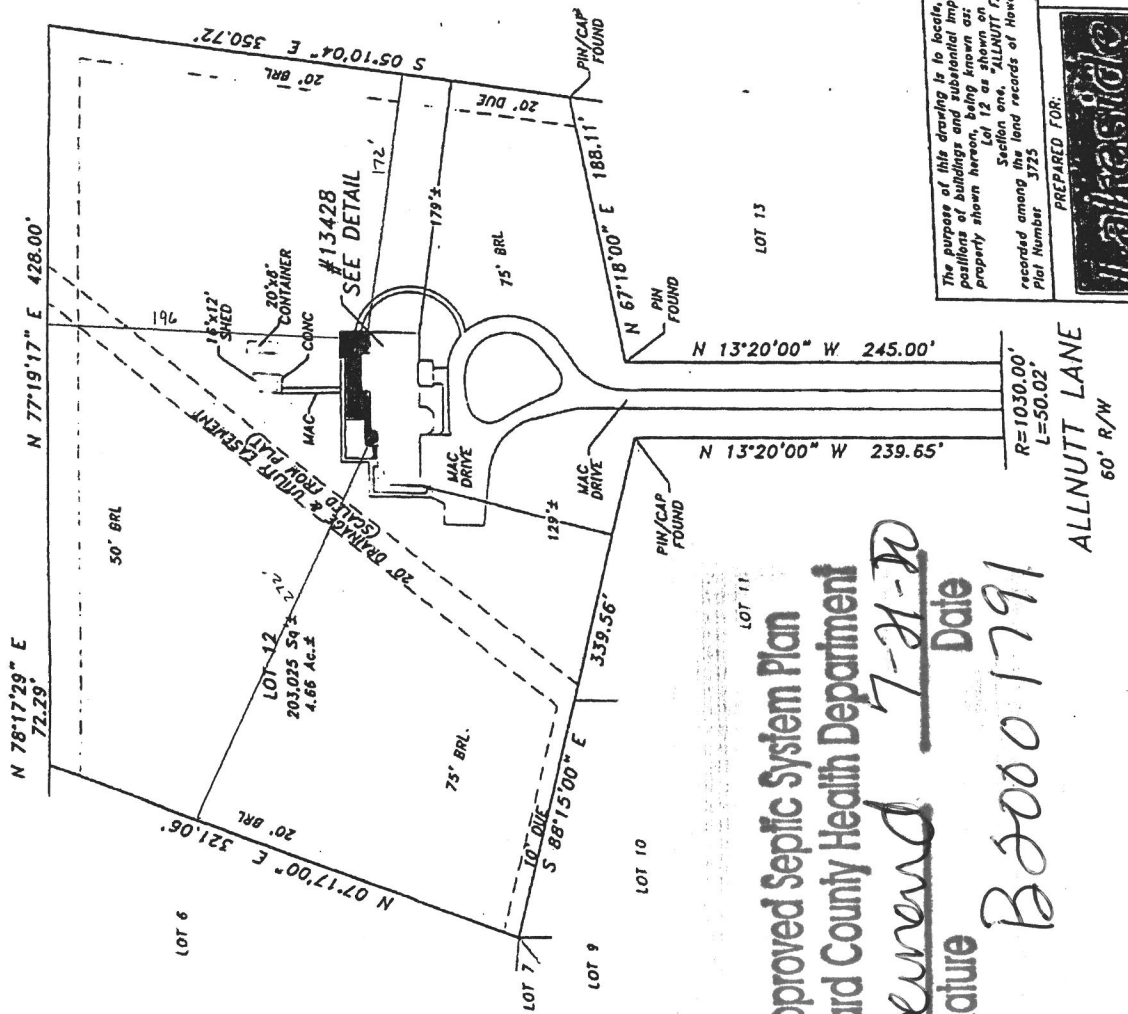 N 78°17'29" E
72.29'
N 77°19'17" E 428.00'
S 05°10'04" E 350.72'
20' BRL
50' BRL
20' DUE
PIN/CAP
FOUND
196
16'x12'
SHED
20'x8'
CONTAINER
CONC
MAC
#13428
SEE DETAIL
172'
179'±
75' BRL
188.11'
N 67°18'00" E
LOT 13
PIN
FOUND
20' DRAINAGE & UTILITY EASEMENT
(SCALED FROM PLAT)
LOT 12
203,025 Sq ±
4.66 Ac.±
272'
MAC
DRIVE
MAC
DRIVE
129'±
N 13°20'00" W 245.00'
N 13°20'00" W 239.65'
PIN/CAP
FOUND
R=1030.00'
L=50.02'
ALLNUTT LANE
60' R/W
N 07°17'00" E 321.06'
20' BRL
75' BRL.
10' DUE
S 88°15'00" E
339.56'
LOT 6
LOT 7
LOT 9
LOT 10
LOT 11
The purpose of this drawing is to locate,
positions of buildings and substantial imp
property shown hereon, being known as:
Lot 12 as shown on
Section one, "ALLNUTT F
recorded among the land records of How
Plat Number 3725
PREPARED FOR:
Lakeside
pproved Septic System Plan
ard County Health Department
7-21-20
ature Date
B20001791